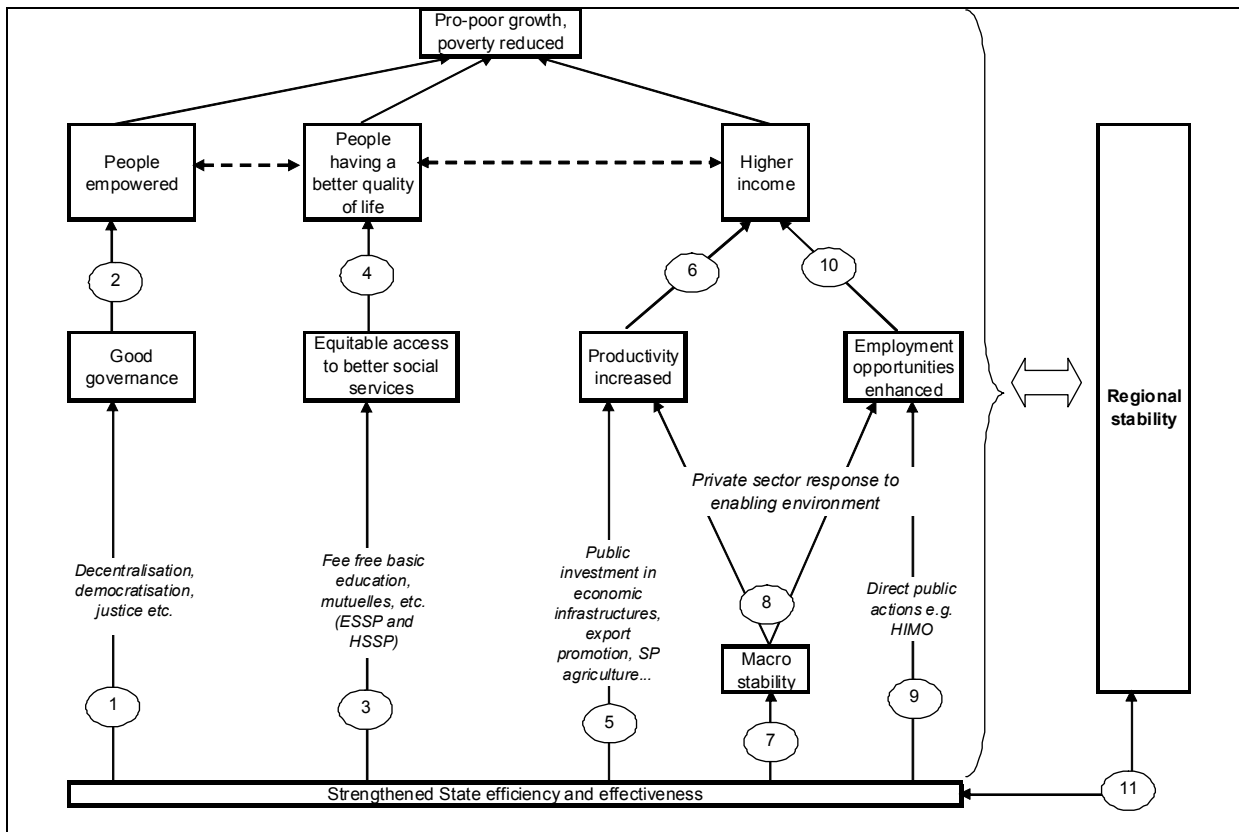 Pro-poor growth,
poverty reduced
People
empowered
People
having a
better quality
of life
Higher
income
2
4
6
10
Good
governance
Equitable access
to better social
services
Productivity
increased
Employment
opportunities
enhanced
Regional
stability
Private sector response to
enabling environment
Decentralisation,
democratisation,
justice etc.
Fee free basic
education,
mutuelles, etc.
(ESSP and
HSSP)
Public
investment in
economic
infrastructures,
export
promotion, SP
agriculture...
8
Direct public
actions e.g.
HIMO
Macro
stability
1
3
5
7
9
11
Strengthened State efficiency and effectiveness